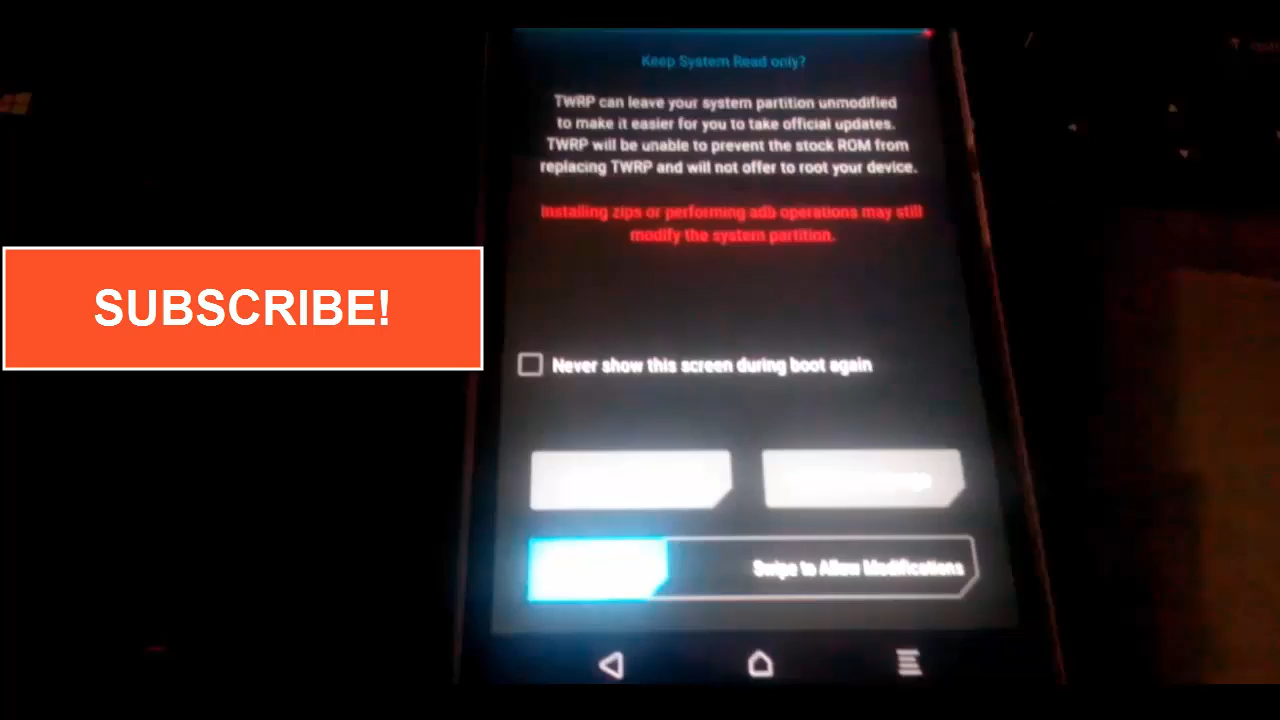 Keep System Read only?
TWRP can leave your system partition unmodified
to make it easier for you to take official updates.
TWRP will be unable to prevent the stock ROM from
replacing TWRP and will not offer to root your device.
Installing zips or performing adb operations may still
modify the system partition.
SUBSCRIBE!
Never show this screen during boot again
Swipe to Allow Modifications